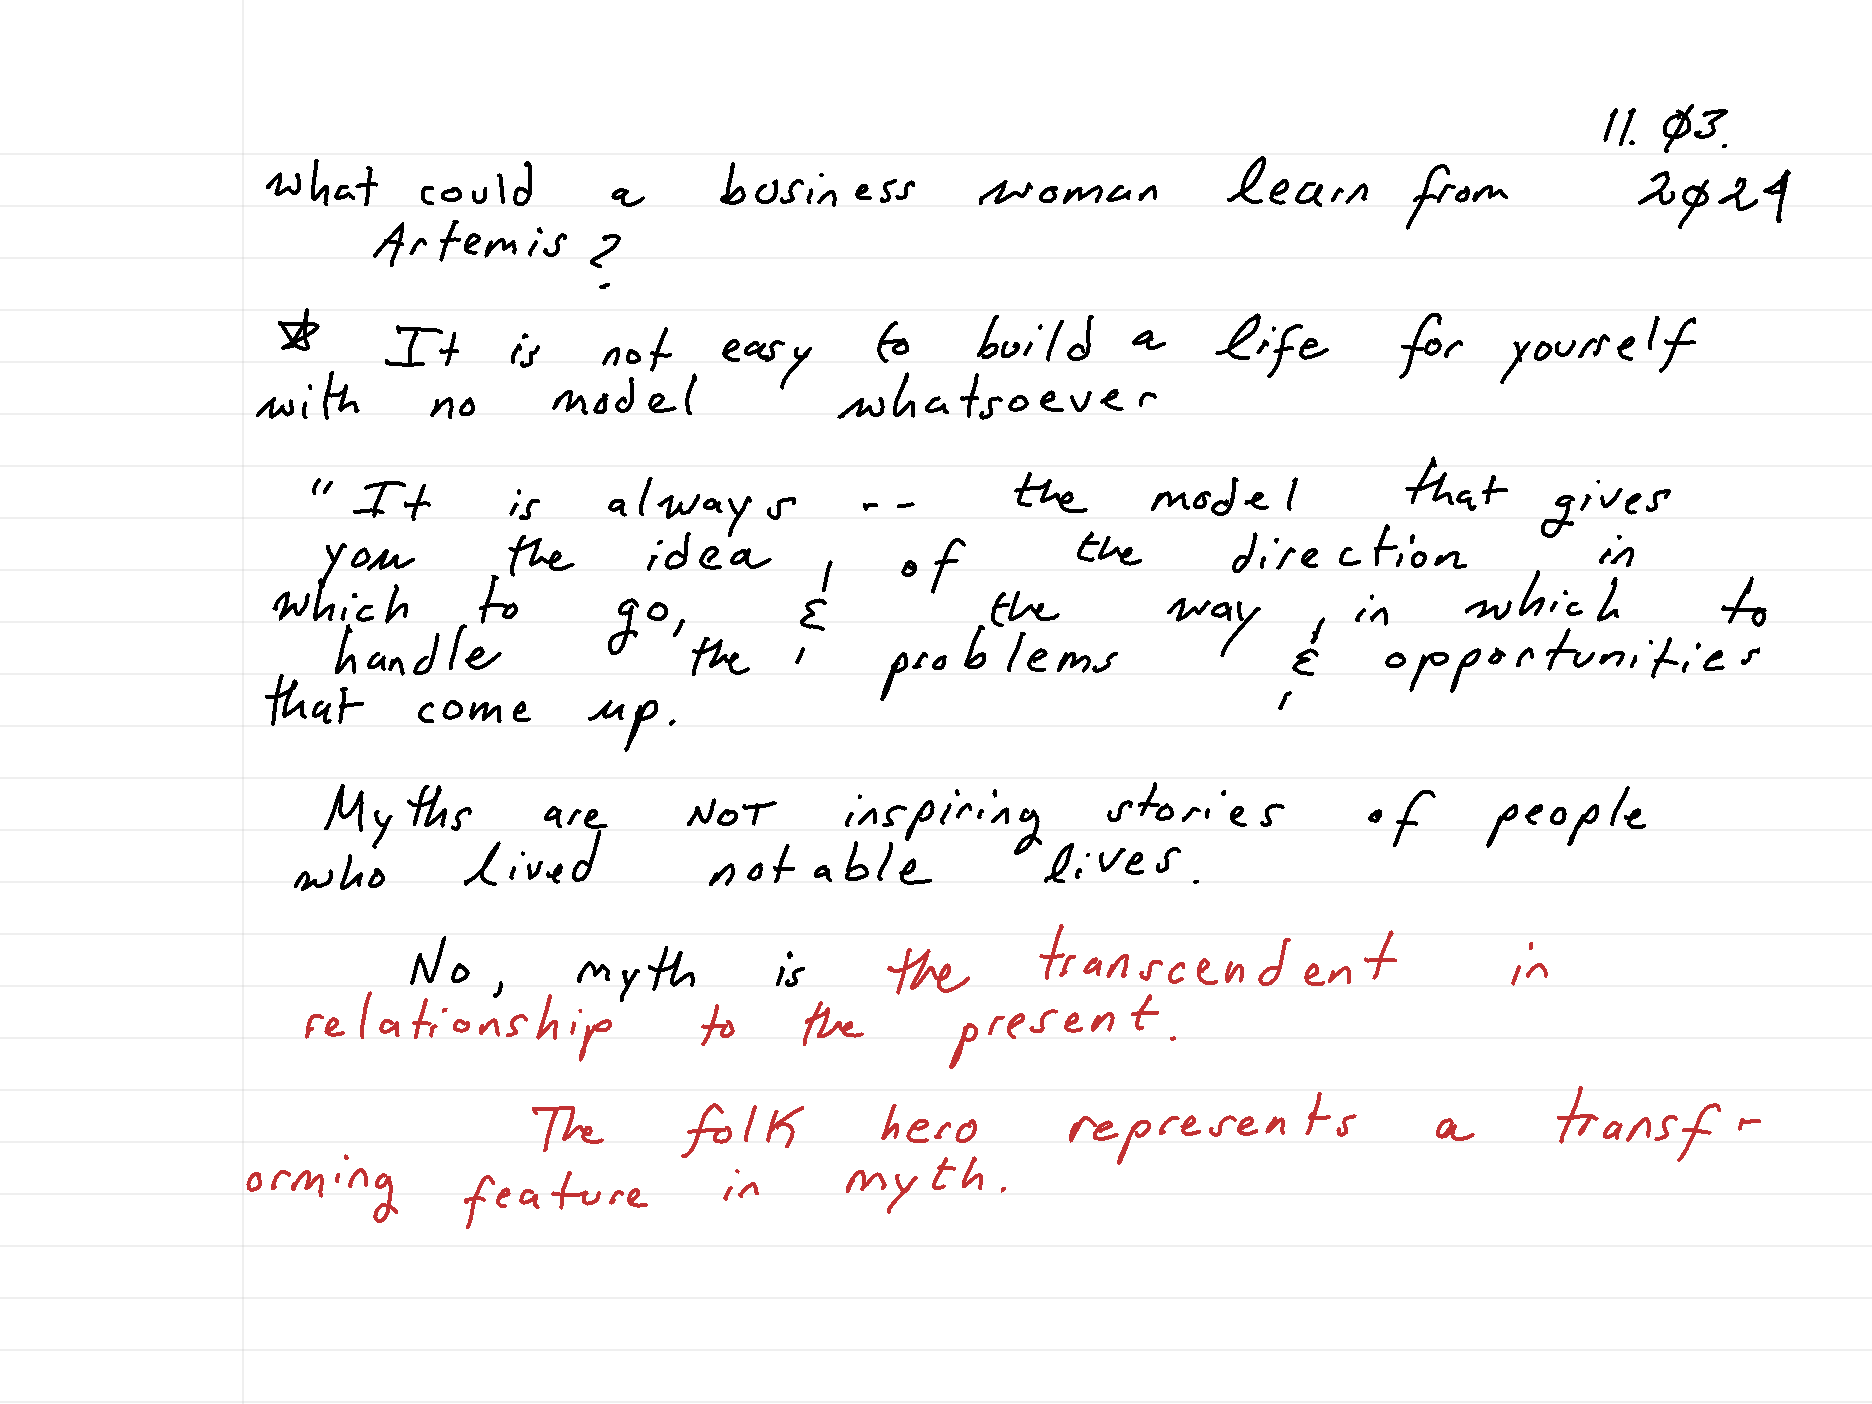 11. Ø3.
what could a business woman learn from 2Ø24
Artemis?
☆ It is not easy to build a life for yourself
with no model whatsoever
"It is always -- the model that gives
you the idea of the direction in
which to go, & the way in which to
handle the problems & opportunities
that come up.
Myths are NOT inspiring stories of people
who lived notable lives.
No, myth is the transcendent in
relationship to the present.
The folk hero represents a transf-
orming feature in myth.